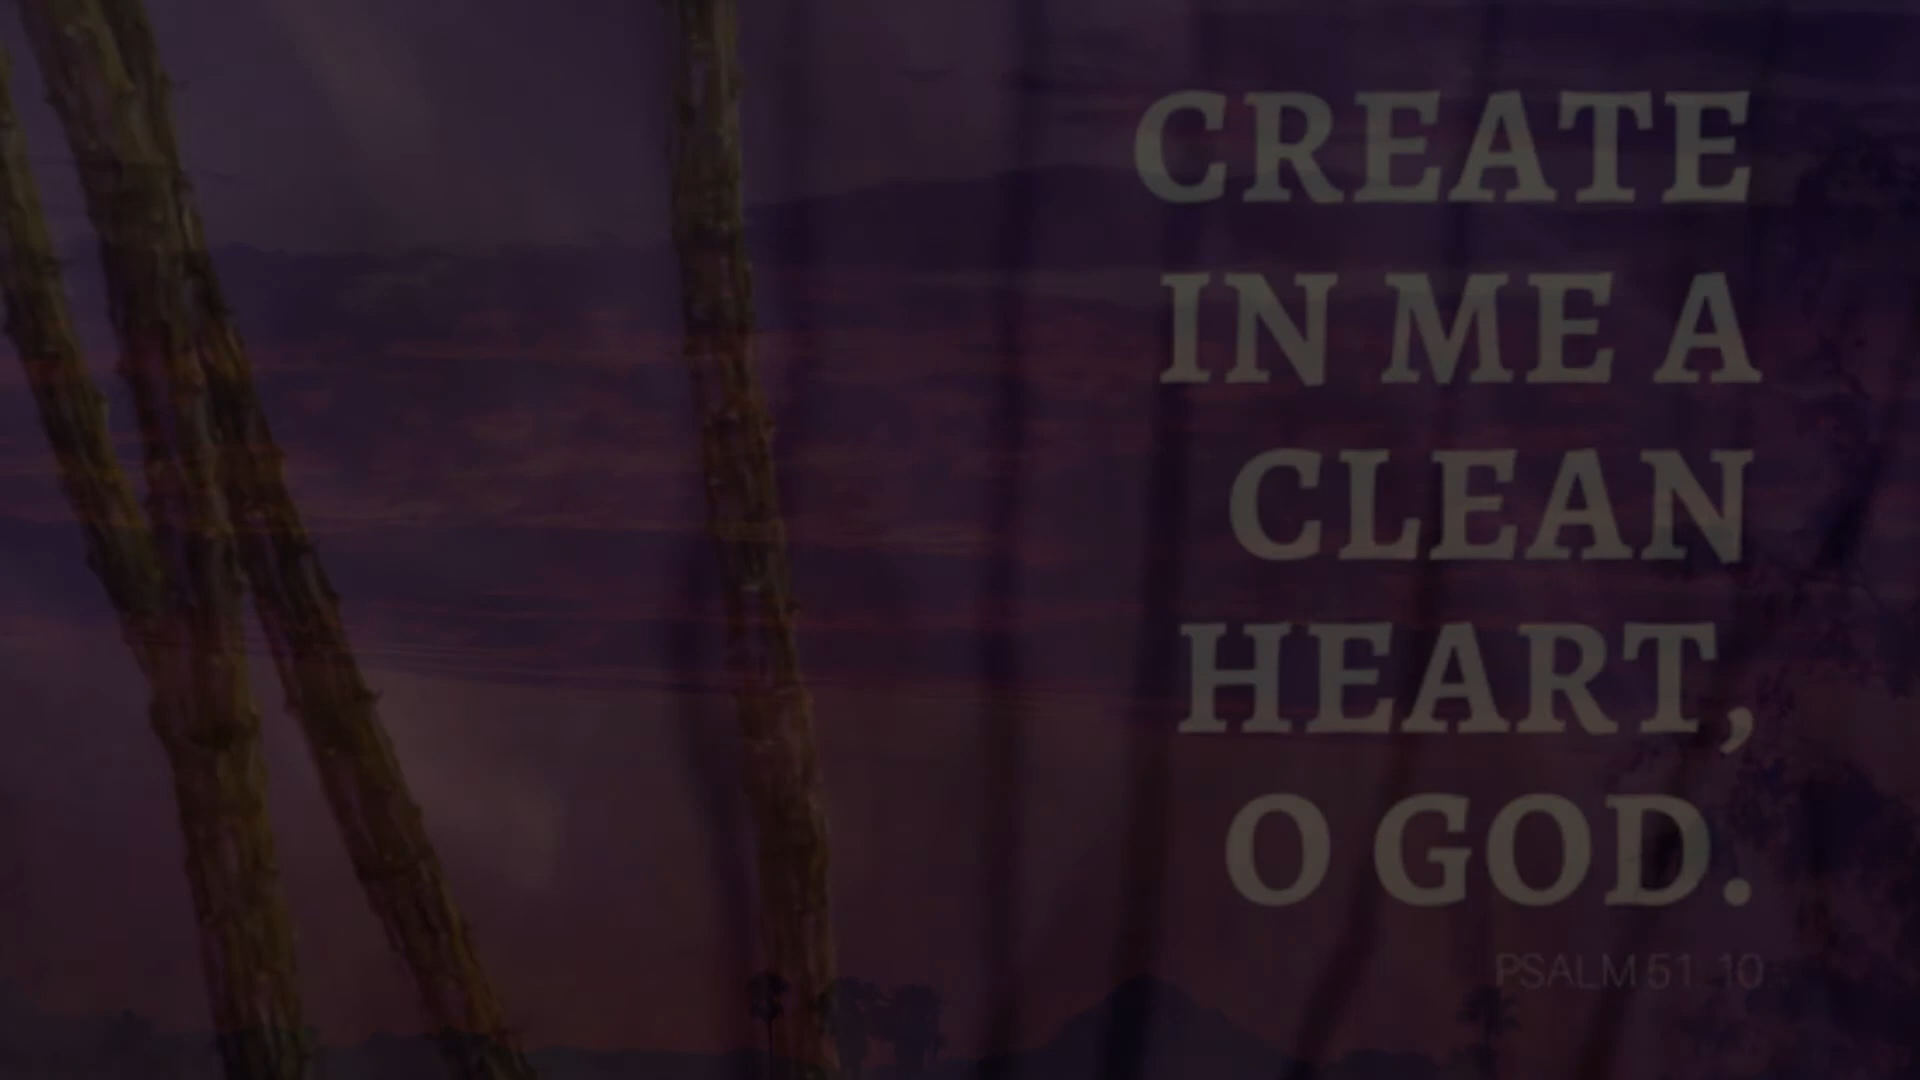 CREATE
IN ME A
CLEAN
HEART,
O GOD.
PSALM 51:10